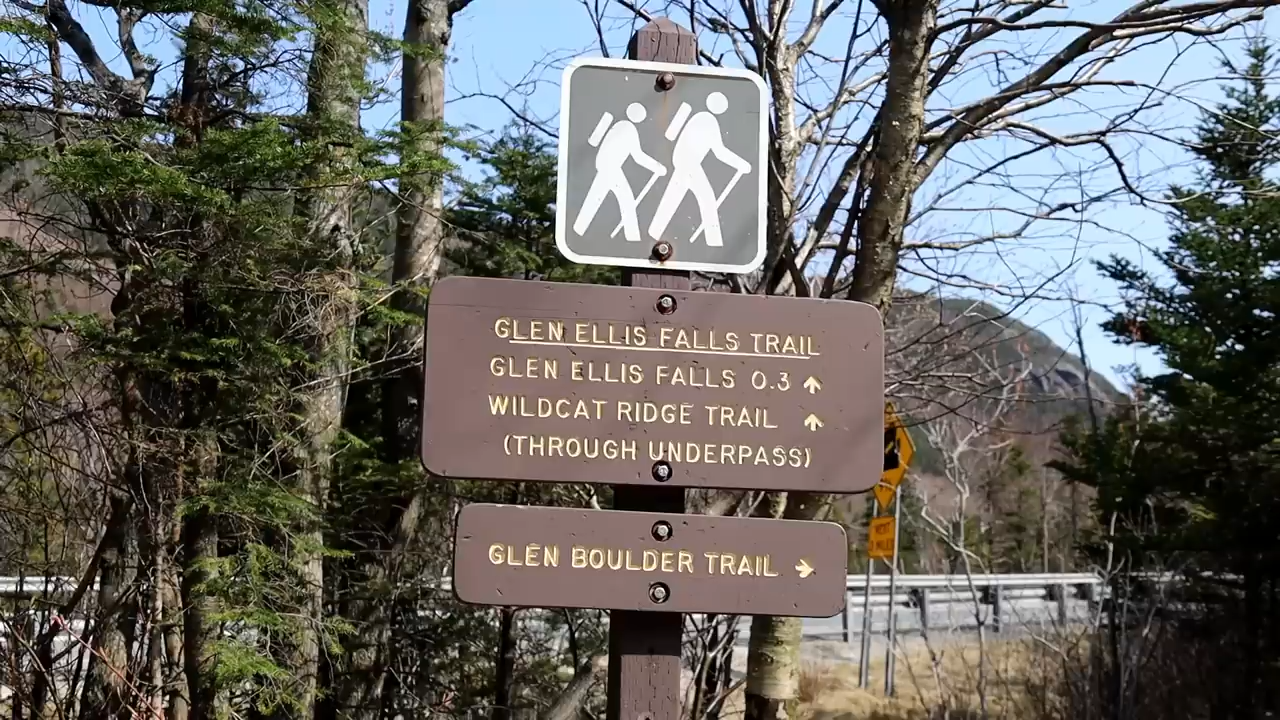 GLEN ELLIS FALLS TRAIL
GLEN ELLIS FALLS 0.3 ↑
WILDCAT RIDGE TRAIL ↑
(THROUGH UNDERPASS)
GLEN BOULDER TRAIL →